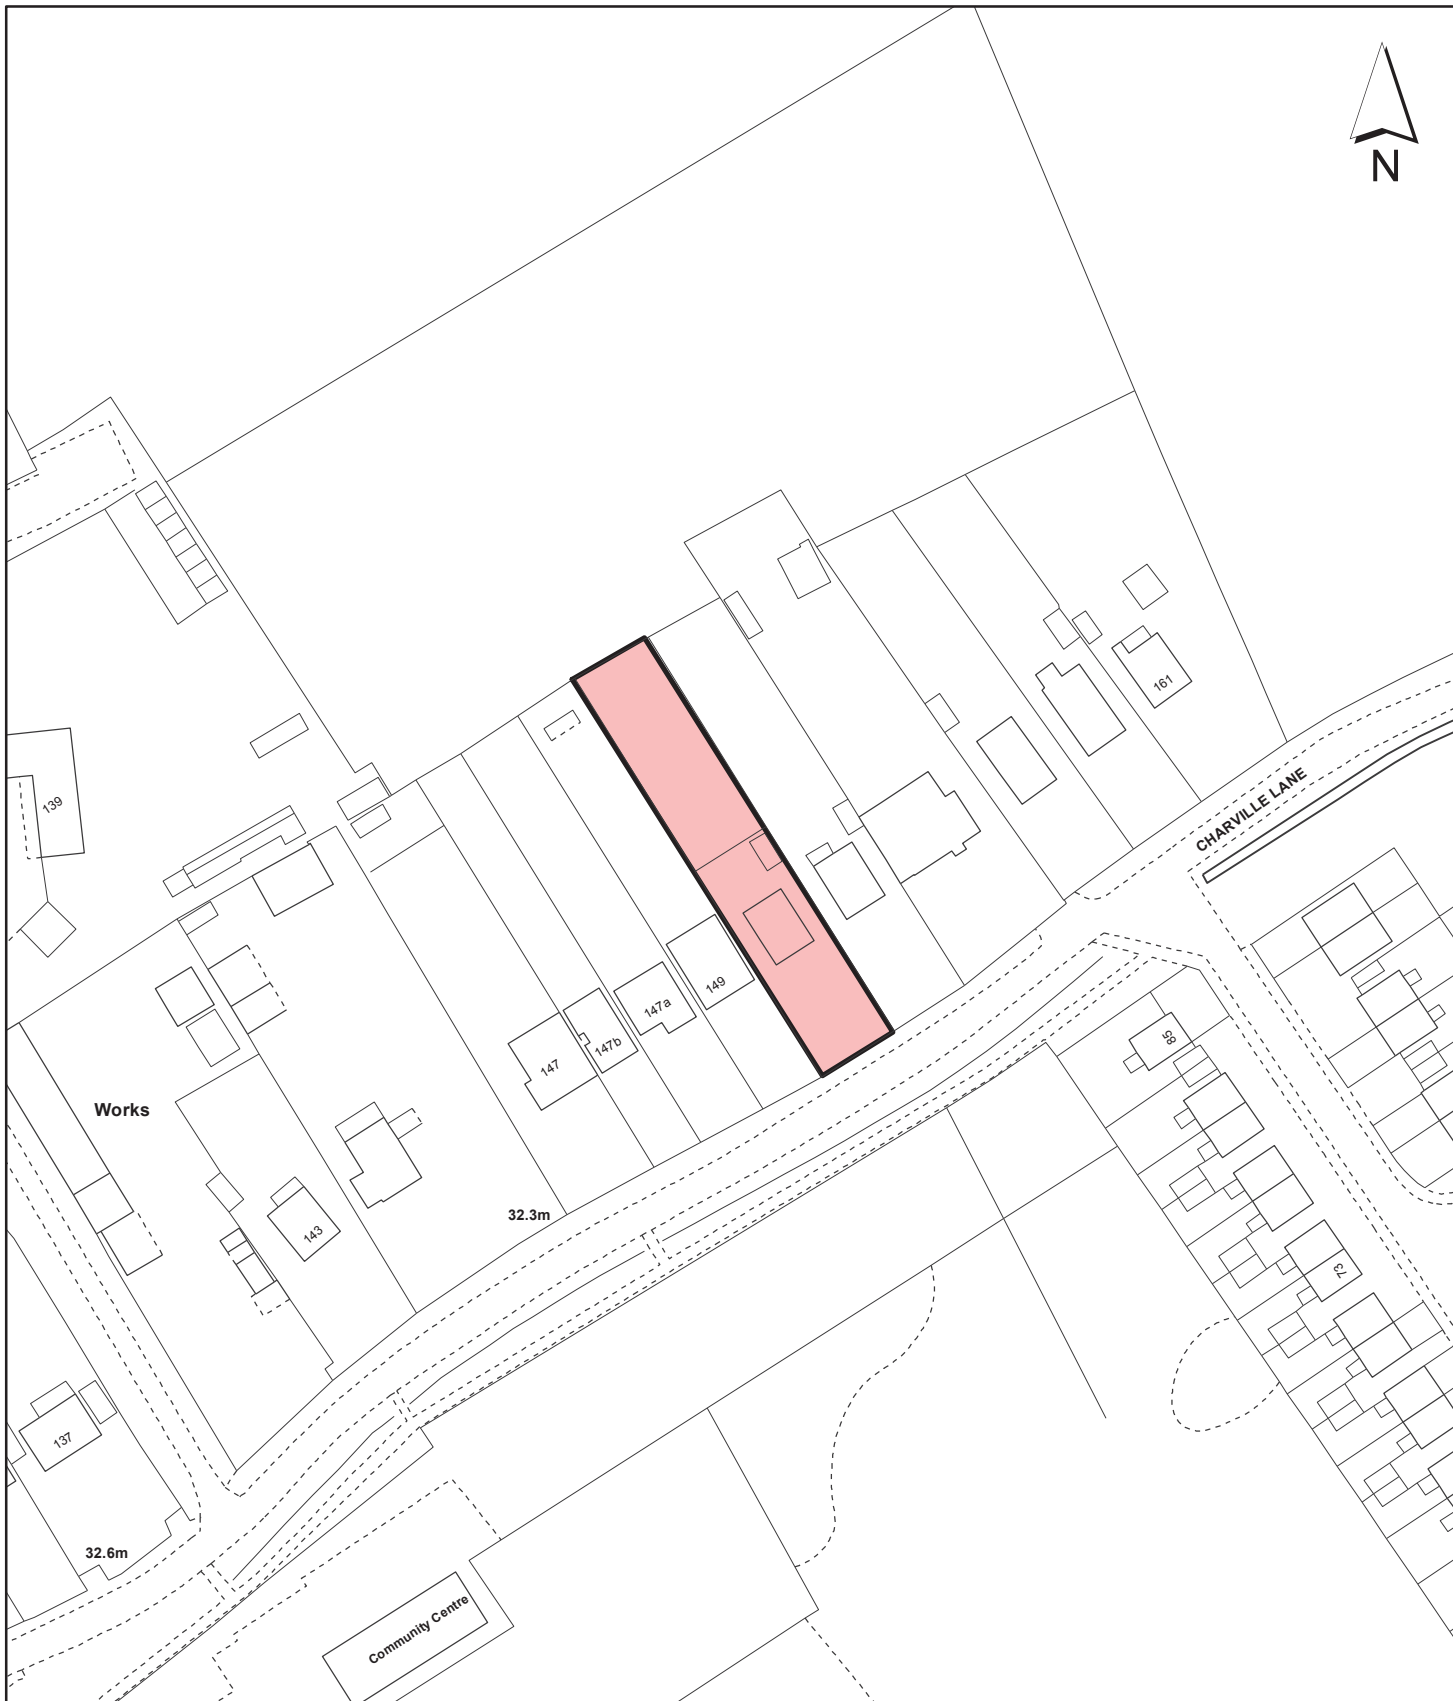 N
161
CHARVILLE LANE
139
149
147a
147b
147
85
Works
32.3m
143
73
137
32.6m
Community Centre